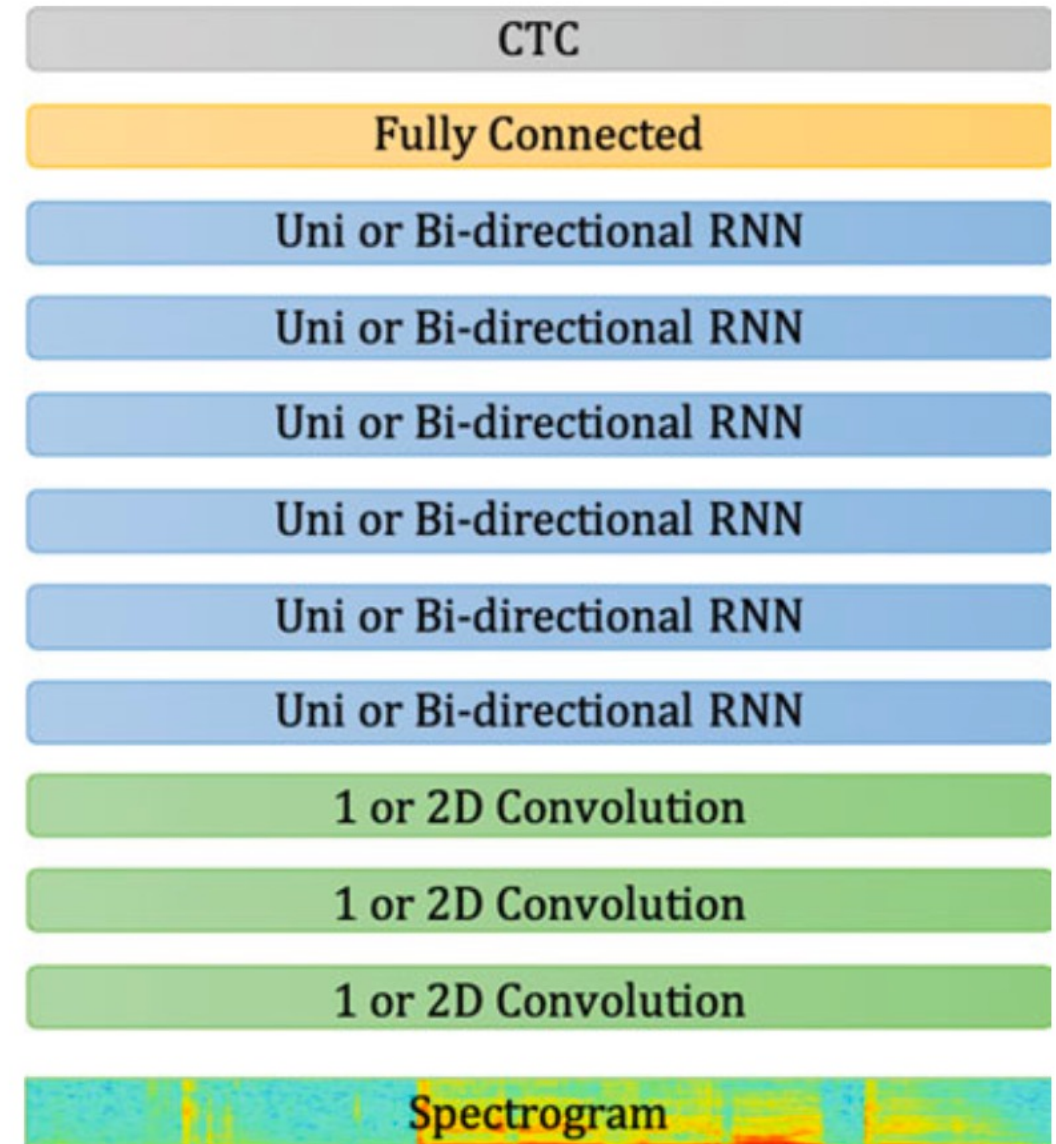 CTC
Fully Connected
Uni or Bi-directional RNN
Uni or Bi-directional RNN
Uni or Bi-directional RNN
Uni or Bi-directional RNN
Uni or Bi-directional RNN
Uni or Bi-directional RNN
1 or 2D Convolution
1 or 2D Convolution
1 or 2D Convolution
Spectrogram